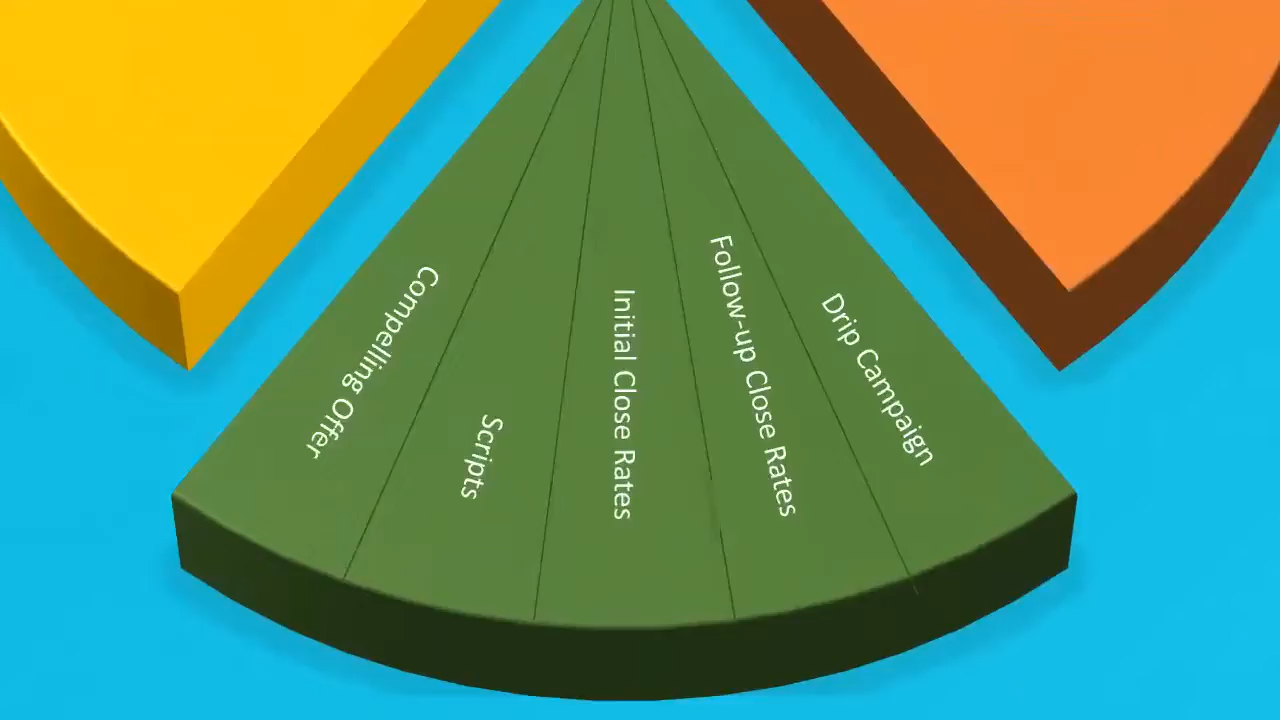 Compelling Offer
Scripts
Initial Close Rates
Follow-up Close Rates
Drip Campaign